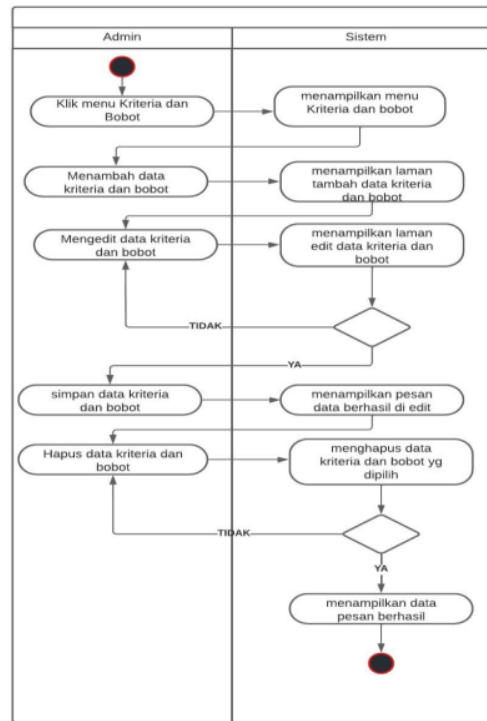 Admin
Sistem
Klik menu Kriteria dan
Bobot
menampilkan menu
Kriteria dan bobot
Menambah data
kriteria dan bobot
menampilkan laman
tambah data kriteria
dan bobot
Mengedit data kriteria
dan bobot
menampilkan laman
edit data kriteria dan
bobot
TIDAK
YA
simpan data kriteria
dan bobot
menampilkan pesan
data berhasil di edit
Hapus data kriteria dan
bobot
menghapus data
kriteria dan bobot yg
dipilih
TIDAK
YA
menampilkan data
pesan berhasil